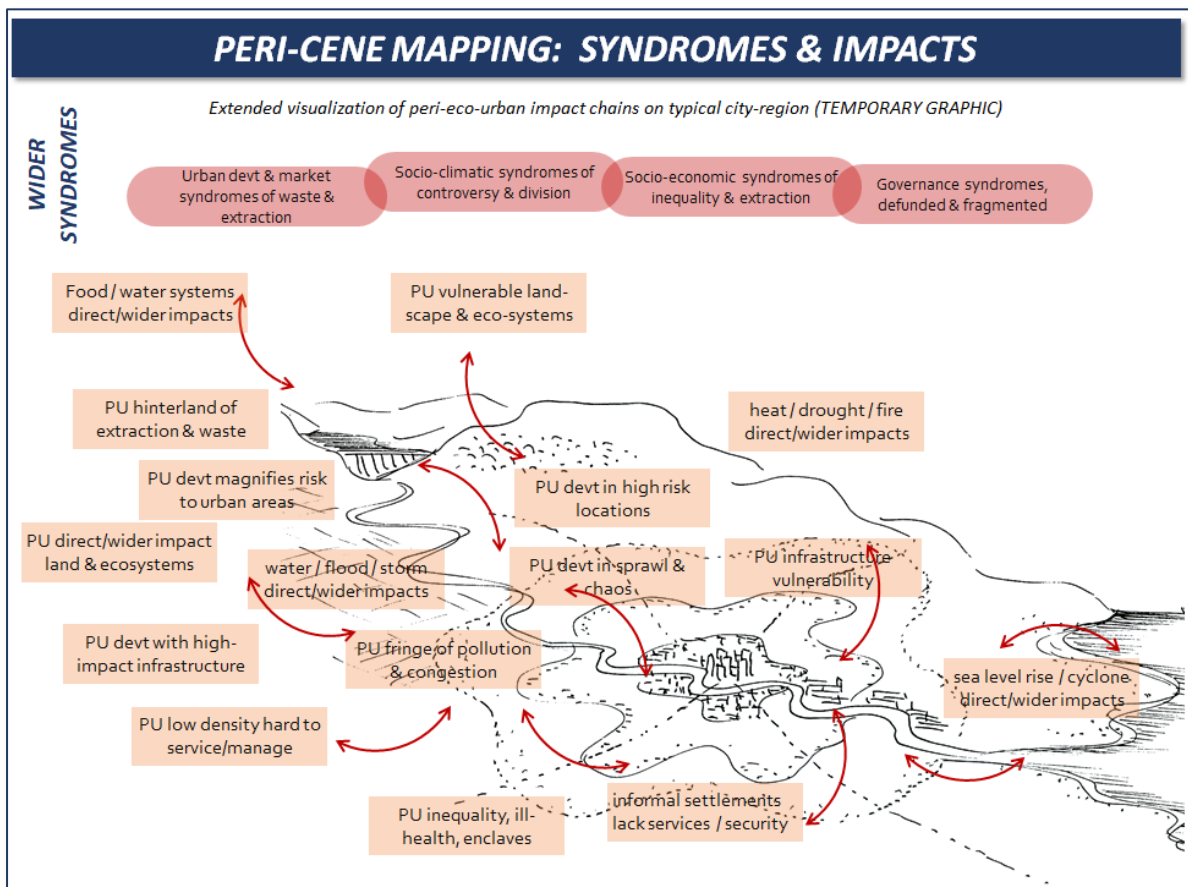 PERI-CENE MAPPING: SYNDROMES & IMPACTS
Extended visualization of peri-eco-urban impact chains on typical city-region (TEMPORARY GRAPHIC)
WIDER
SYNDROMES
Urban devt & market
syndromes of waste &
extraction
Socio-climatic syndromes of
controversy & division
Socio-economic syndromes of
inequality & extraction
Governance syndromes,
defunded & fragmented
Food / water systems
direct/wider impacts
PU vulnerable land-
scape & eco-systems
PU hinterland of
extraction & waste
heat / drought / fire
direct/wider impacts
PU devt magnifies risk
to urban areas
PU devt in high risk
locations
PU direct/wider impact
land & ecosystems
water / flood / storm
direct/wider impacts
PU devt in sprawl &
chaos
PU infrastructure
vulnerability
PU devt with high-
impact infrastructure
PU fringe of pollution
& congestion
sea level rise / cyclone
direct/wider impacts
PU low density hard to
service/manage
PU inequality, ill-
health, enclaves
informal settlements
lack services / security